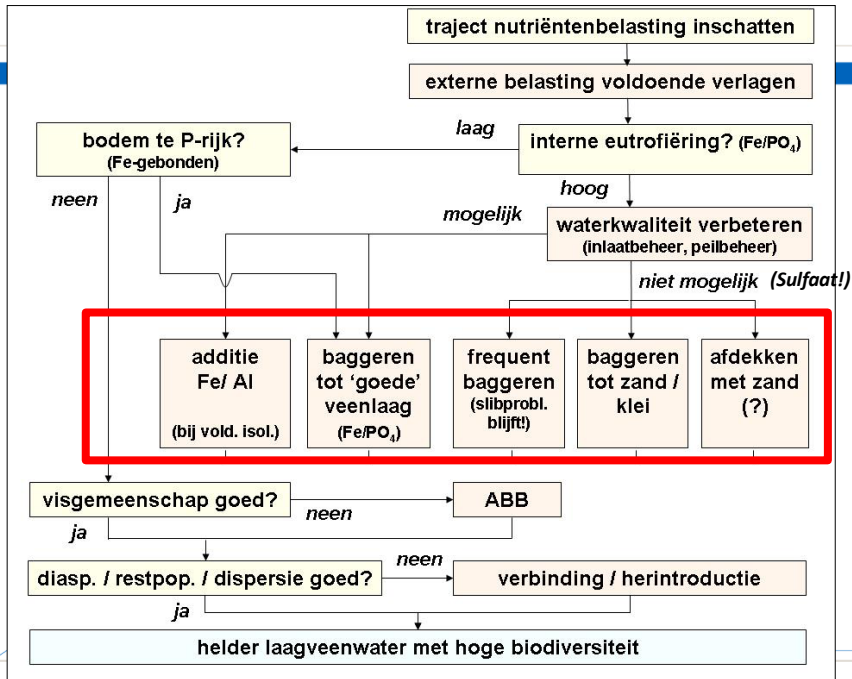 traject nutriëntenbelasting inschatten
externe belasting voldoende verlagen
laag
bodem te P-rijk?
(Fe-gebonden)
interne eutrofiëring? (Fe/PO₄)
neen
ja
hoog
mogelijk
waterkwaliteit verbeteren
(inlaatbeheer, peilbeheer)
niet mogelijk (Sulfaat!)
additie
Fe/ Al
(bij vold. isol.)
baggeren
tot ‘goede’
veenlaag
(Fe/PO₄)
frequent
baggeren
(slibprobl.
blijft!)
baggeren
tot zand /
klei
afdekken
met zand
(?)
visgemeenschap goed?
neen
ABB
ja
diasp. / restpop. / dispersie goed?
neen
verbinding / herintroductie
ja
helder laagveenwater met hoge biodiversiteit